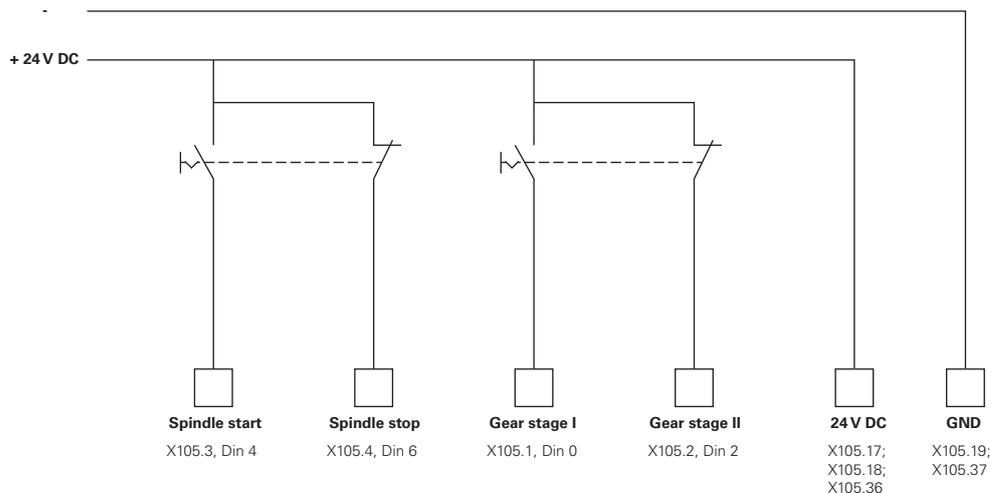 -
+ 24 V DC
Spindle start
Spindle stop
Gear stage I
Gear stage II
24 V DC
GND
X105.3, Din 4
X105.4, Din 6
X105.1, Din 0
X105.2, Din 2
X105.17;
X105.18;
X105.36
X105.19;
X105.37